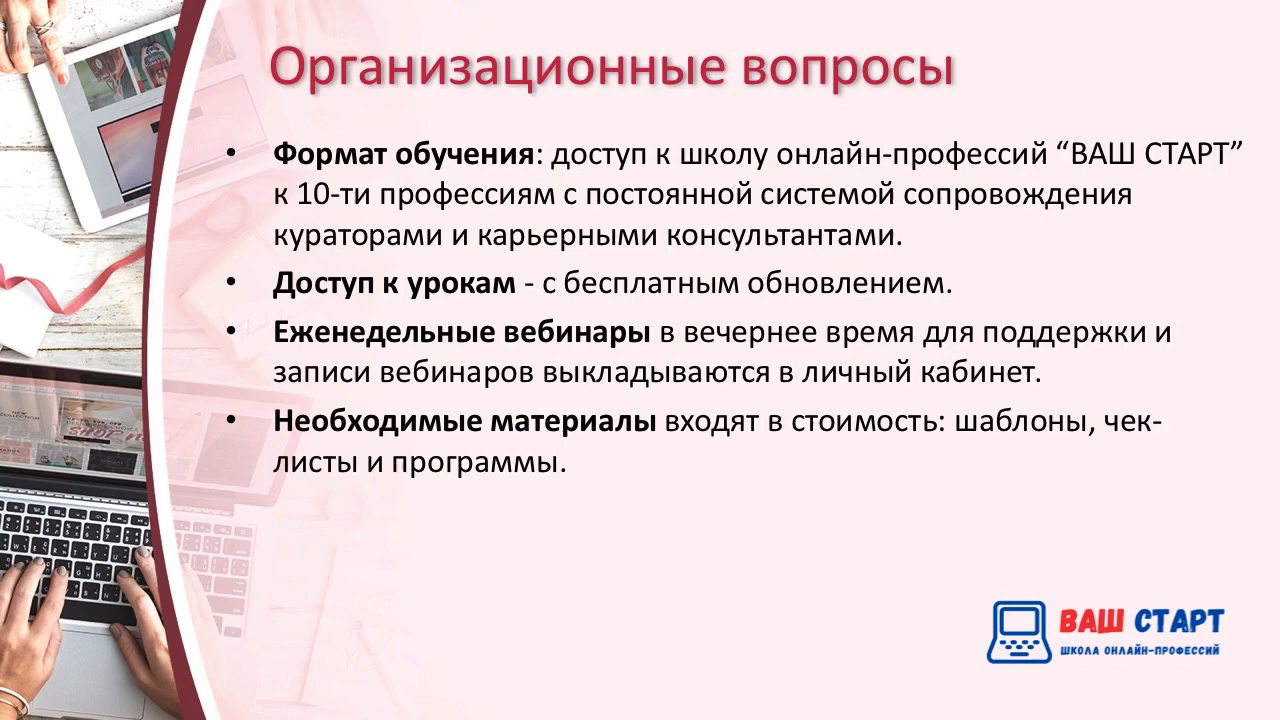 Организационные вопросы
• Формат обучения: доступ к школу онлайн-профессий “ВАШ СТАРТ”
к 10-ти профессиям с постоянной системой сопровождения
кураторами и карьерными консультантами.
• Доступ к урокам - с бесплатным обновлением.
• Еженедельные вебинары в вечернее время для поддержки и
записи вебинаров выкладываются в личный кабинет.
• Необходимые материалы входят в стоимость: шаблоны, чек-
листы и программы.
ВАШ СТАРТ
ШКОЛА ОНЛАЙН-ПРОФЕССИЙ